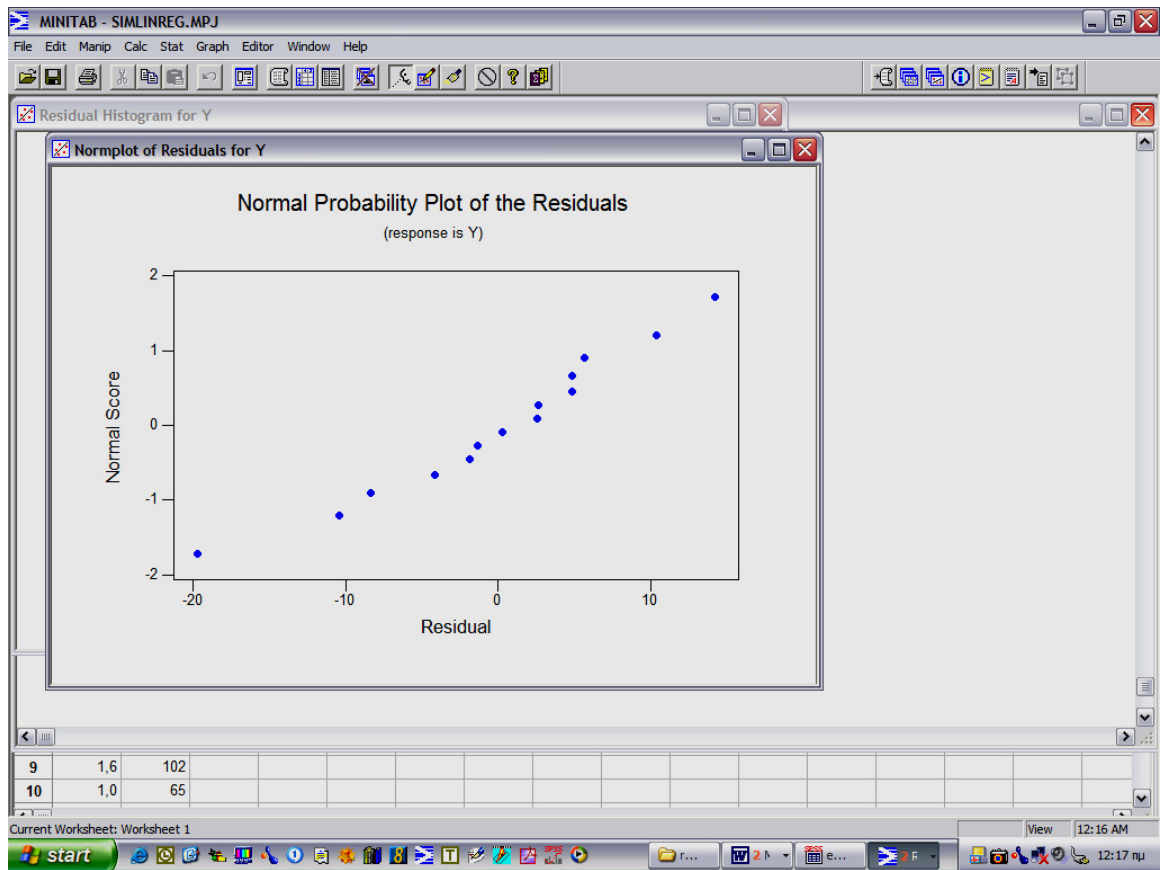 MINITAB - SIMLINREG.MPJ
File Edit Manip Calc Stat Graph Editor Window Help
Residual Histogram for Y
Normplot of Residuals for Y
Normal Probability Plot of the Residuals
(response is Y)
2
1
0
-1
-2
Normal Score
-20 -10 0 10
Residual
9 1,6 102
10 1,0 65
Current Worksheet: Worksheet 1 View 12:16 AM
start r... 2 e... 2 F 12:17 πμ